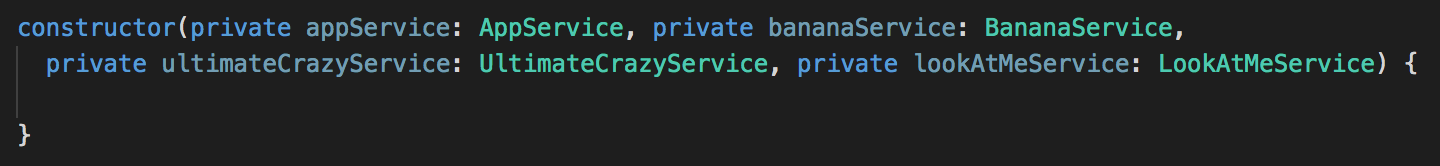 constructor(private appService: AppService, private bananaService: BananaService,
private ultimateCrazyService: UltimateCrazyService, private lookAtMeService: LookAtMeService) {
}